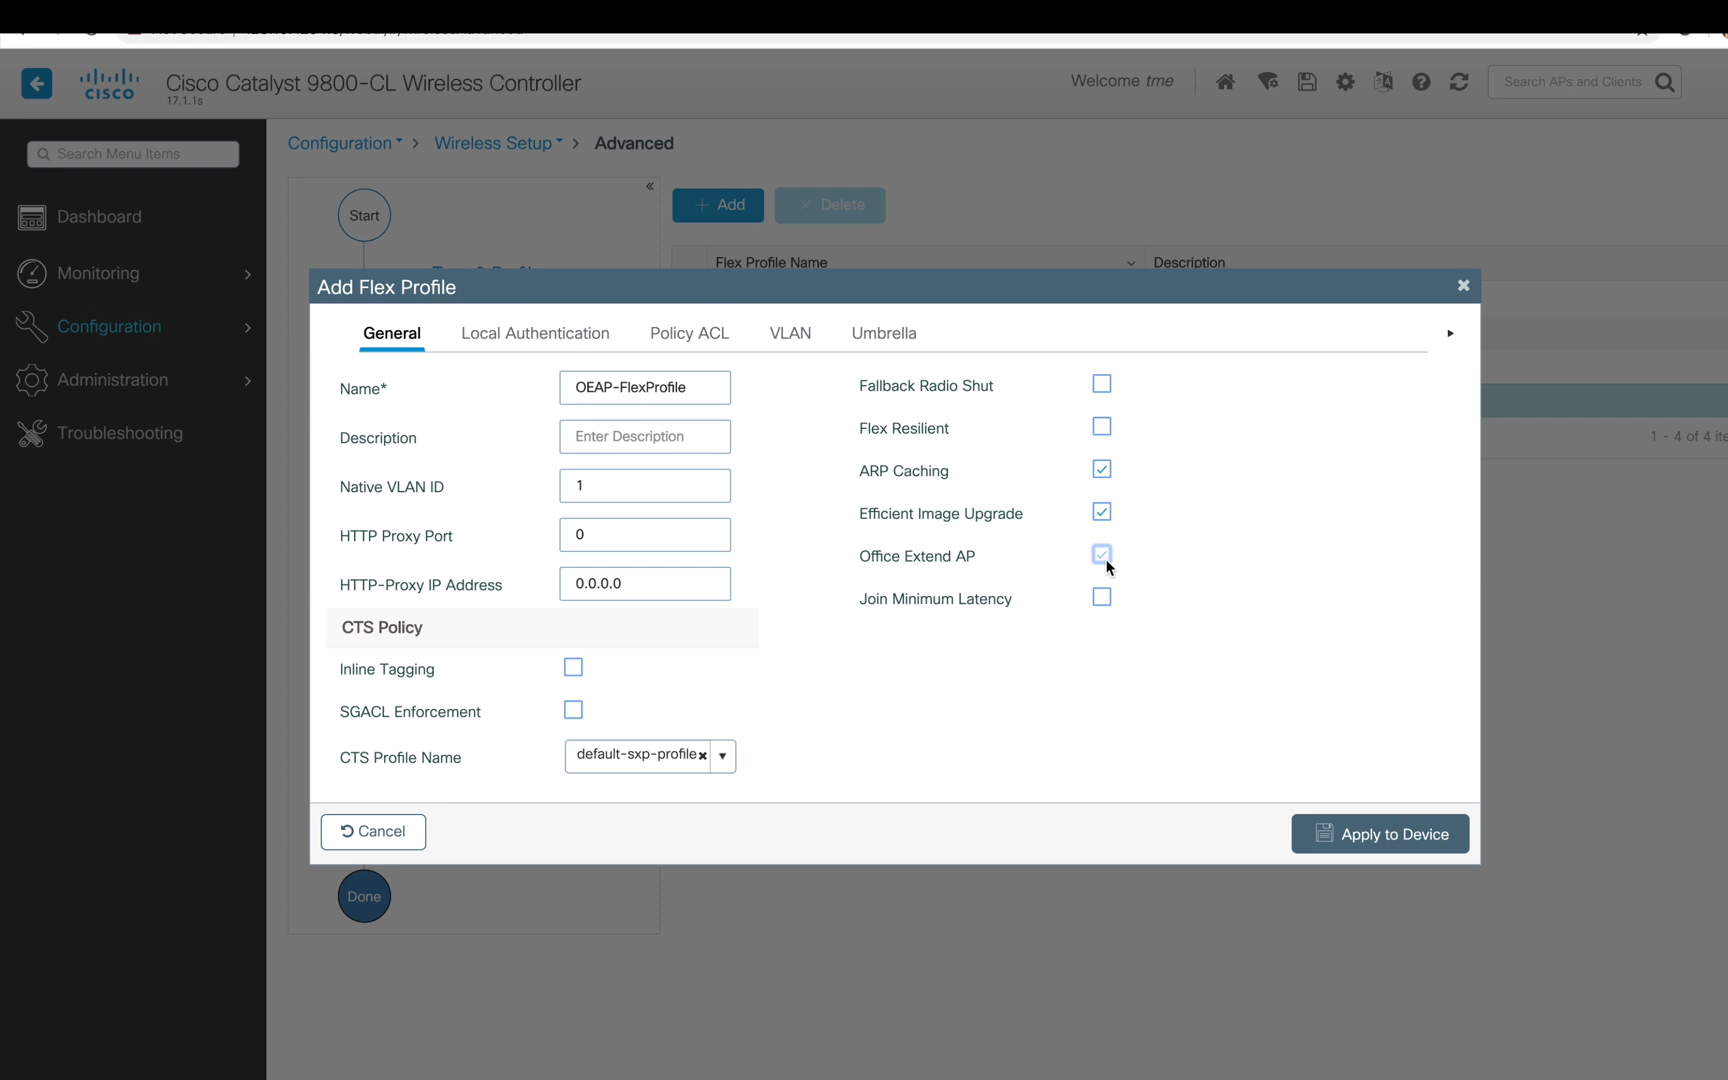 Cisco Catalyst 9800-CL Wireless Controller
17.1.1s
CISCO
Welcome tme
Search APs and Clients
Search Menu Items
Dashboard
Monitoring
Configuration
Administration
Troubleshooting
Configuration > Wireless Setup > Advanced
Start
+ Add
× Delete
Flex Profile Name
Description
1 - 4 of 4
Add Flex Profile
General
Local Authentication
Policy ACL
VLAN
Umbrella
Name* OEAP-FlexProfile
Description Enter Description
Native VLAN ID 1
HTTP Proxy Port 0
HTTP-Proxy IP Address 0.0.0.0
CTS Policy
Inline Tagging
SGACL Enforcement
CTS Profile Name default-sxp-profile
Fallback Radio Shut
Flex Resilient
ARP Caching
Efficient Image Upgrade
Office Extend AP
Join Minimum Latency
Cancel
Apply to Device
Done